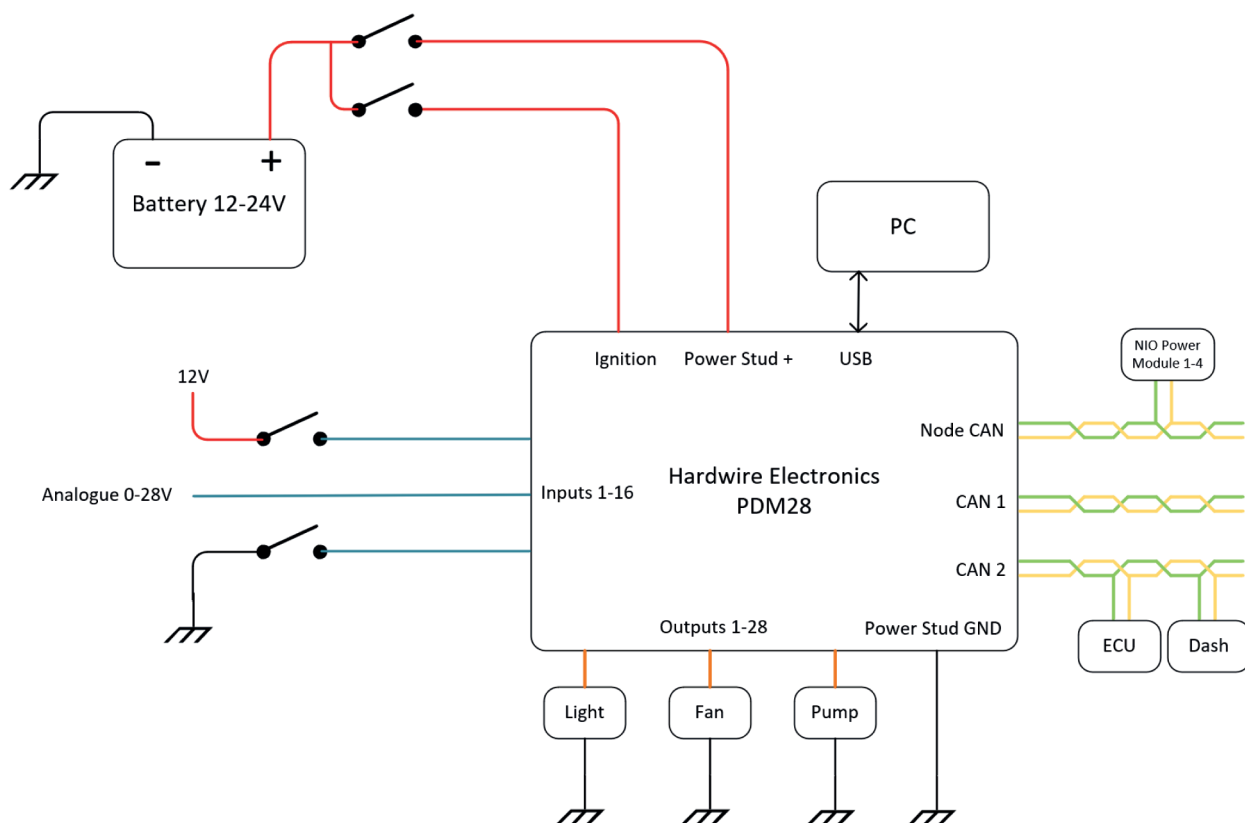 -
+
Battery 12-24V
PC
Ignition
Power Stud +
USB
NIO Power
Module 1-4
12V
Node CAN
Analogue 0-28V
Inputs 1-16
Hardwire Electronics
PDM28
CAN 1
CAN 2
Outputs 1-28
Power Stud GND
ECU
Dash
Light
Fan
Pump